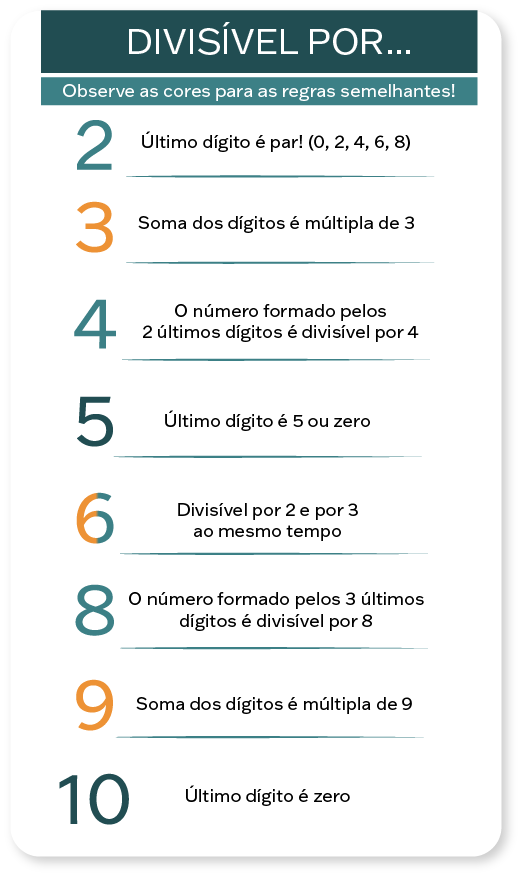 DIVISÍVEL POR...
Observe as cores para as regras semelhantes!
2
Último dígito é par! (0, 2, 4, 6, 8)
3
Soma dos dígitos é múltipla de 3
4
O número formado pelos
2 últimos dígitos é divisível por 4
5
Último dígito é 5 ou zero
6
Divisível por 2 e por 3
ao mesmo tempo
8
O número formado pelos 3 últimos
dígitos é divisível por 8
9
Soma dos dígitos é múltipla de 9
10
Último dígito é zero